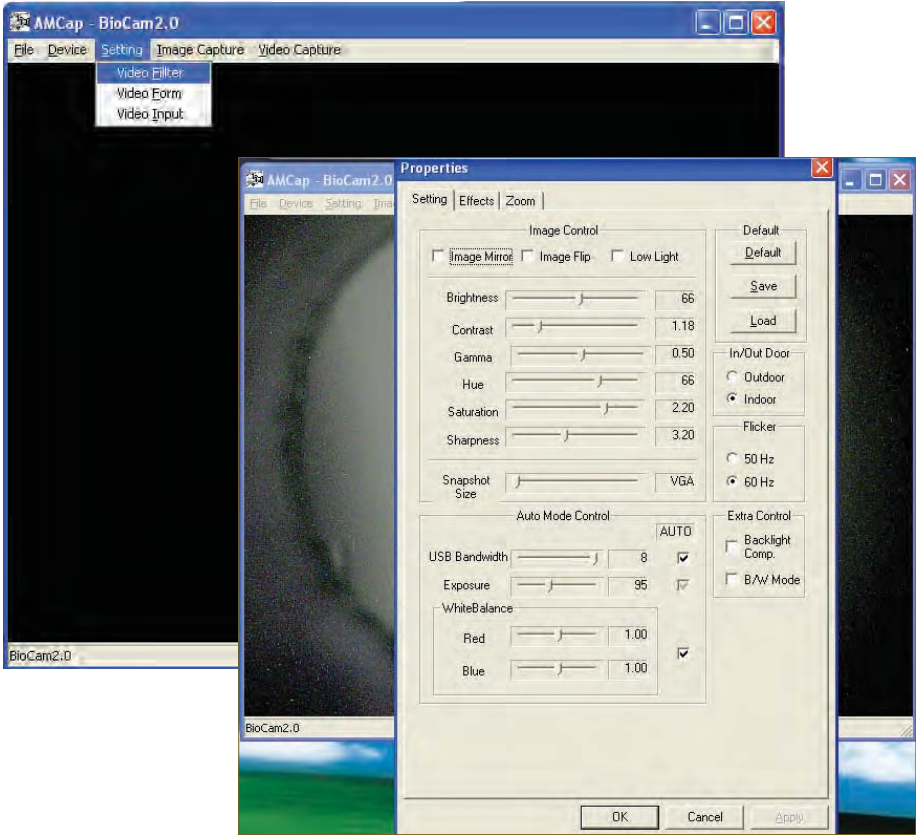 AMCap - BioCam2.0
File Device Setting Image Capture Video Capture
Video Fillter
Video Form
Video Input
BioCam2.0
AMCap - BioCam2.0
File Device Setting
BioCam2.0
Properties
Setting Effects Zoom
Image Control
Image Mirror Image Flip Low Light
Brightness 66
Contrast 1.18
Gamma 0.50
Hue 66
Saturation 2.20
Sharpness 3.20
Snapshot Size VGA
Auto Mode Control
AUTO
USB Bandwidth 8
Exposure 95
WhiteBalance
Red 1.00
Blue 1.00
Default
Default
Save
Load
In/Out Door
Outdoor
Indoor
Flicker
50 Hz
60 Hz
Extra Control
Backlight
Comp.
B/W Mode
OK Cancel Apply